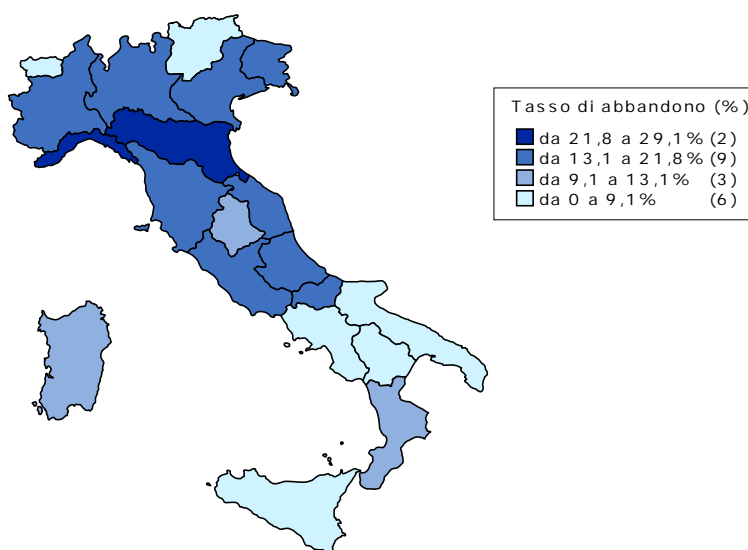 Tasso di abbandono (%)
da 21,8 a 29,1% (2)
da 13,1 a 21,8% (9)
da 9,1 a 13,1% (3)
da 0 a 9,1% (6)